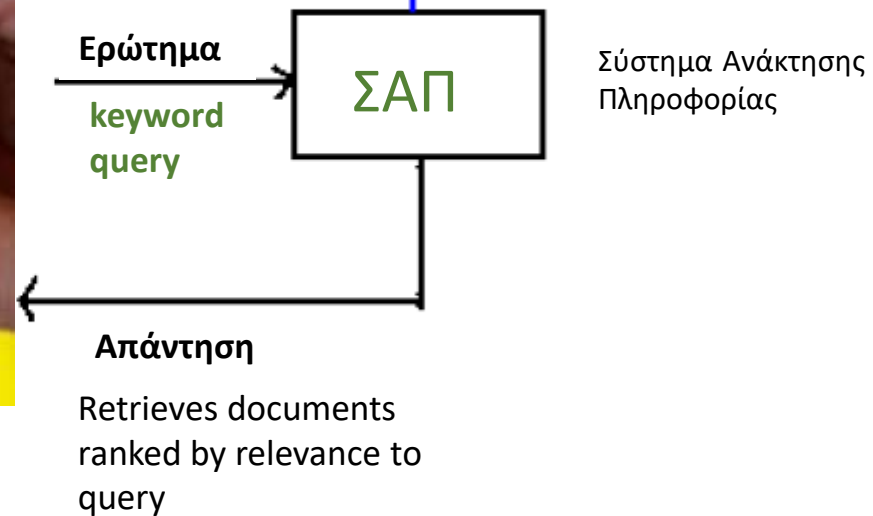 Ερώτημα
keyword
query
ΣΑΠ
Σύστημα Ανάκτησης
Πληροφορίας
Απάντηση
Retrieves documents
ranked by relevance to
query